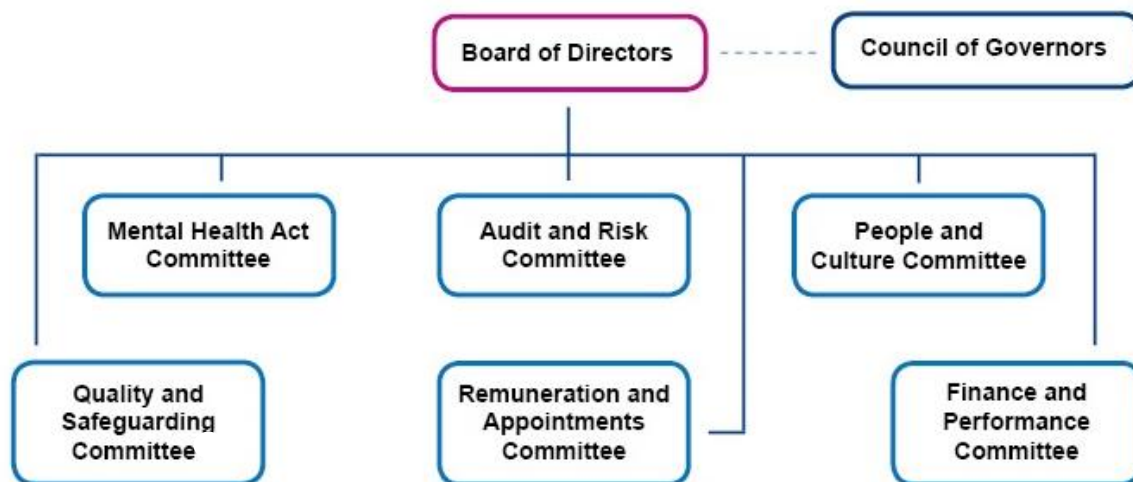 Board of Directors
Council of Governors
Mental Health Act
Committee
Audit and Risk
Committee
People and
Culture Committee
Quality and
Safeguarding
Committee
Remuneration and
Appointments
Committee
Finance and
Performance
Committee